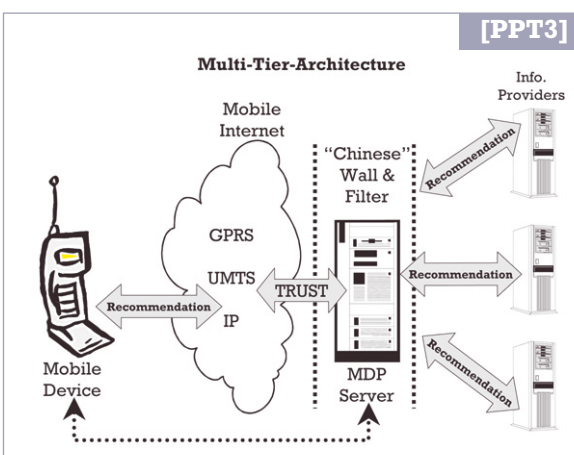 [PPT3]
Multi-Tier-Architecture
Info.
Providers
Mobile
Internet
"Chinese"
Wall &
Filter
Recommendation
GPRS
UMTS
IP
Recommendation
TRUST
Recommendation
Recommendation
Mobile
Device
MDP
Server